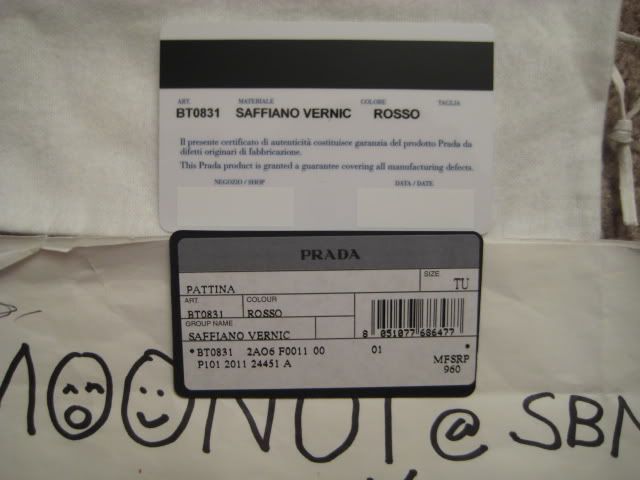 ART. MATERIALE COLORE TAGLIA
BT0831 SAFFIANO VERNIC ROSSO
Il presente certificato di autenticità costituisce garanzia del prodotto Prada da
difetti originari di fabbricazione.
This Prada product is granted a guarantee covering all manufacturing defects.
NEGOZIO / SHOP DATA / DATE
PRADA
SIZE
PATTINA TU
ART. COLOUR
BT0831 ROSSO
GROUP NAME
SAFFIANO VERNIC
8 051077 686477
*BT0831 2AO6 F0011 00 01 *
P101 2011 24451 A MFSRP
960
@ SBN